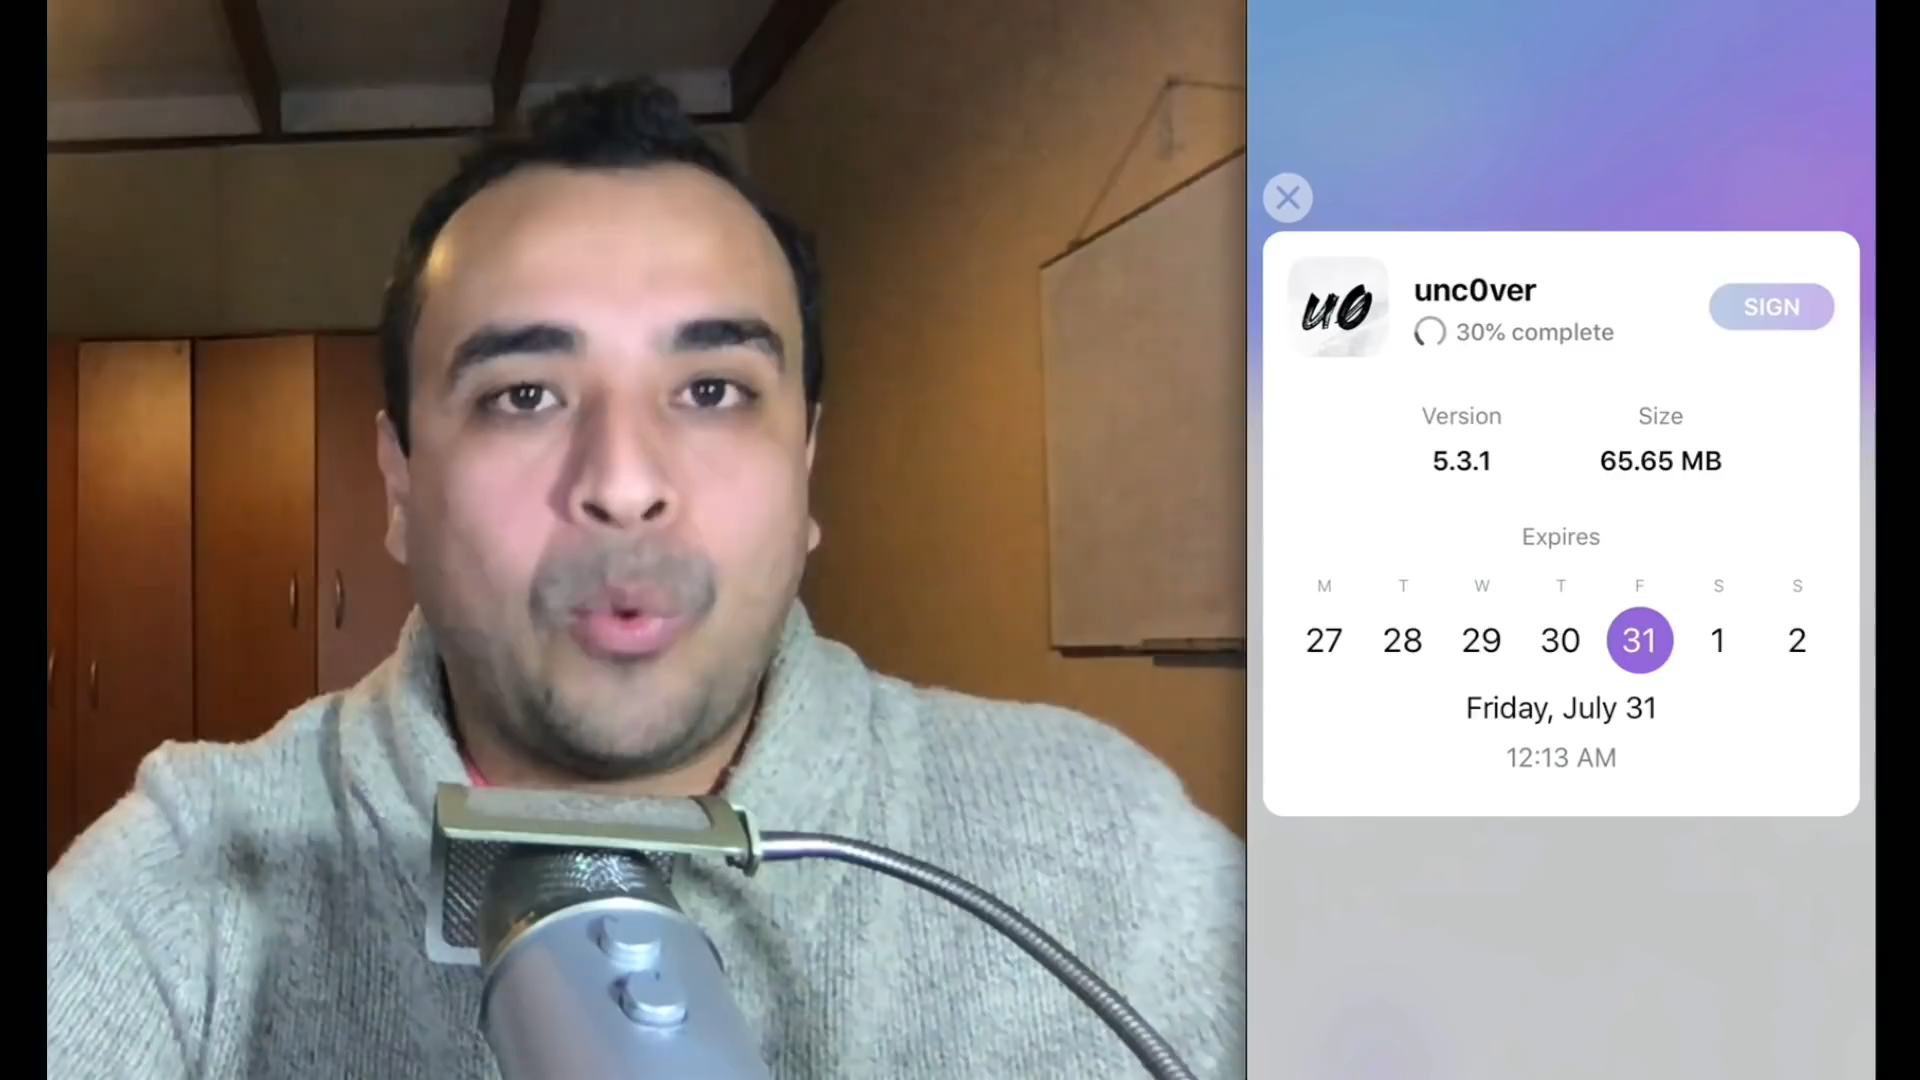 u0
unc0ver
30% complete
SIGN
Version
Size
5.3.1
65.65 MB
Expires
M T W T F S S
27 28 29 30 31 1 2
Friday, July 31
12:13 AM